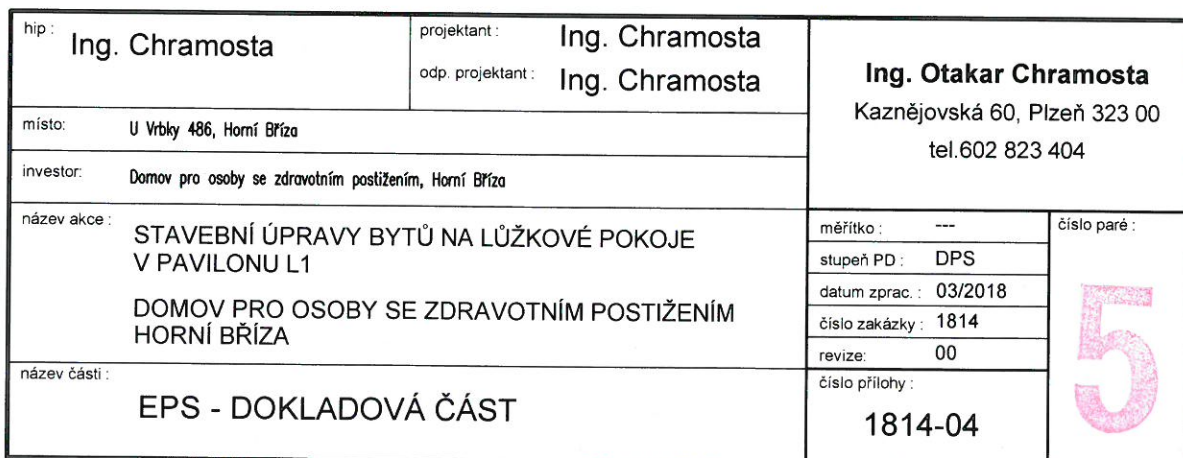 hip : Ing. Chramosta
projektant : Ing. Chramosta
odp. projektant : Ing. Chramosta
Ing. Otakar Chramosta
Kaznějovská 60, Plzeň 323 00
tel.602 823 404
místo: U Vrbky 486, Horní Bříza
investor: Domov pro osoby se zdravotním postižením, Horní Bříza
název akce :
STAVEBNÍ ÚPRAVY BYTŮ NA LŮŽKOVÉ POKOJE
V PAVILONU L1
DOMOV PRO OSOBY SE ZDRAVOTNÍM POSTIŽENÍM
HORNÍ BŘÍZA
měřítko : ---
stupeň PD : DPS
datum zprac. : 03/2018
číslo zakázky : 1814
revize: 00
číslo paré :
5
název části :
EPS - DOKLADOVÁ ČÁST
číslo přílohy :
1814-04